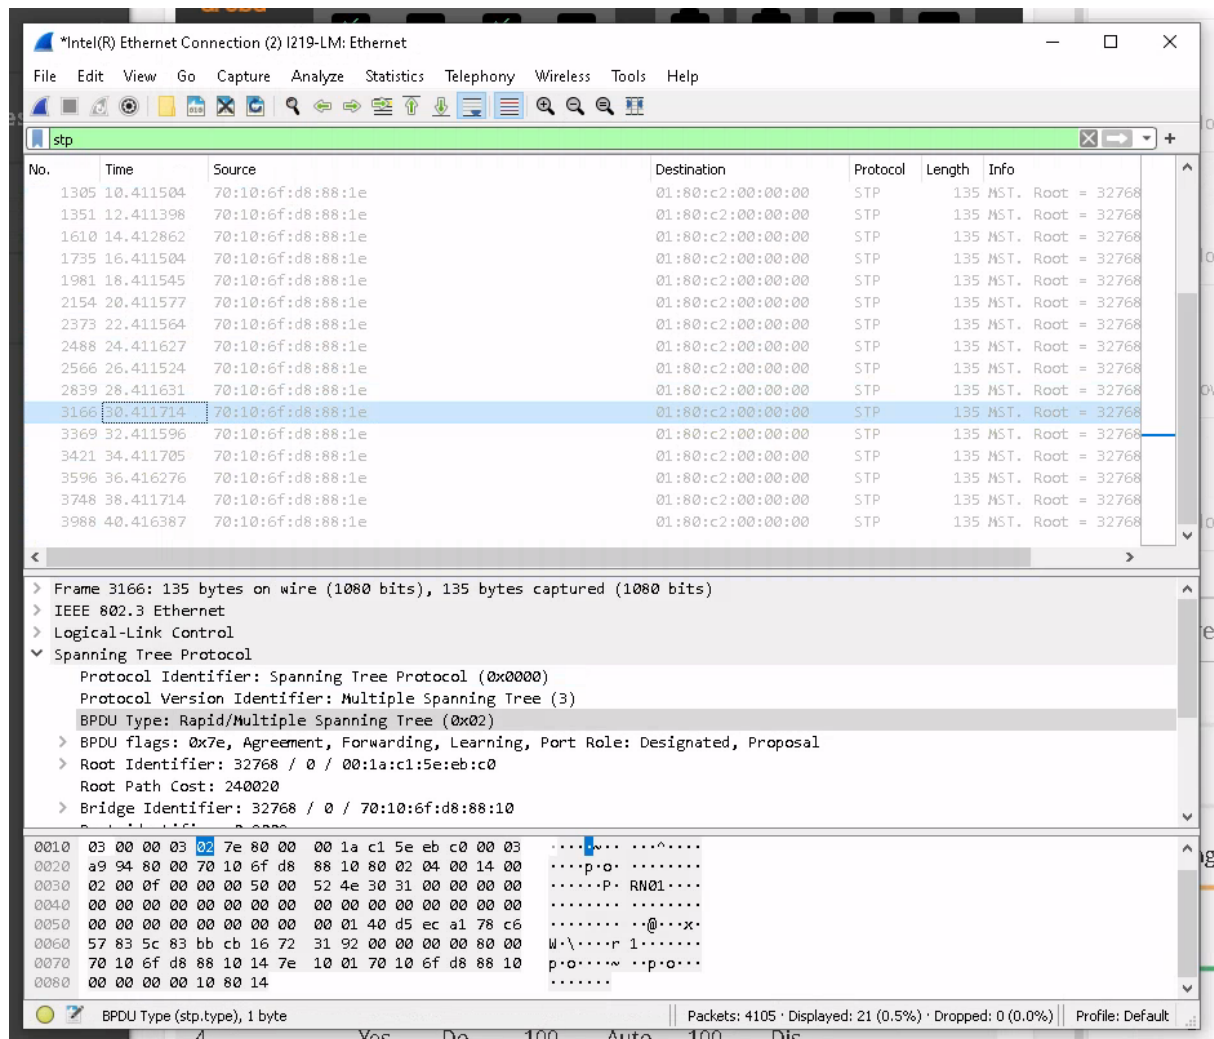 *Intel(R) Ethernet Connection (2) I219-LM: Ethernet
File Edit View Go Capture Analyze Statistics Telephony Wireless Tools Help
stp
No. Time Source Destination Protocol Length Info
1305 10.411504 70:10:6f:d8:88:1e 01:80:c2:00:00:00 STP 135 MST. Root = 32768
1351 12.411398 70:10:6f:d8:88:1e 01:80:c2:00:00:00 STP 135 MST. Root = 32768
1610 14.412862 70:10:6f:d8:88:1e 01:80:c2:00:00:00 STP 135 MST. Root = 32768
1735 16.411504 70:10:6f:d8:88:1e 01:80:c2:00:00:00 STP 135 MST. Root = 32768
1981 18.411545 70:10:6f:d8:88:1e 01:80:c2:00:00:00 STP 135 MST. Root = 32768
2154 20.411577 70:10:6f:d8:88:1e 01:80:c2:00:00:00 STP 135 MST. Root = 32768
2373 22.411564 70:10:6f:d8:88:1e 01:80:c2:00:00:00 STP 135 MST. Root = 32768
2488 24.411627 70:10:6f:d8:88:1e 01:80:c2:00:00:00 STP 135 MST. Root = 32768
2566 26.411524 70:10:6f:d8:88:1e 01:80:c2:00:00:00 STP 135 MST. Root = 32768
2839 28.411631 70:10:6f:d8:88:1e 01:80:c2:00:00:00 STP 135 MST. Root = 32768
3166 30.411714 70:10:6f:d8:88:1e 01:80:c2:00:00:00 STP 135 MST. Root = 32768
3369 32.411596 70:10:6f:d8:88:1e 01:80:c2:00:00:00 STP 135 MST. Root = 32768
3421 34.411705 70:10:6f:d8:88:1e 01:80:c2:00:00:00 STP 135 MST. Root = 32768
3596 36.416276 70:10:6f:d8:88:1e 01:80:c2:00:00:00 STP 135 MST. Root = 32768
3748 38.411714 70:10:6f:d8:88:1e 01:80:c2:00:00:00 STP 135 MST. Root = 32768
3988 40.416387 70:10:6f:d8:88:1e 01:80:c2:00:00:00 STP 135 MST. Root = 32768
Frame 3166: 135 bytes on wire (1080 bits), 135 bytes captured (1080 bits)
IEEE 802.3 Ethernet
Logical-Link Control
Spanning Tree Protocol
Protocol Identifier: Spanning Tree Protocol (0x0000)
Protocol Version Identifier: Multiple Spanning Tree (3)
BPDU Type: Rapid/Multiple Spanning Tree (0x02)
BPDU flags: 0x7e, Agreement, Forwarding, Learning, Port Role: Designated, Proposal
Root Identifier: 32768 / 0 / 00:1a:c1:5e:eb:c0
Root Path Cost: 240020
Bridge Identifier: 32768 / 0 / 70:10:6f:d8:88:10
0010 03 00 00 03 02 7e 80 00 00 1a c1 5e eb c0 00 03 ·····~·· ···^····
0020 a9 94 80 00 70 10 6f d8 88 10 80 02 04 00 14 00 ····p·o· ········
0030 02 00 0f 00 00 00 50 00 52 4e 30 31 00 00 00 00 ······P· RN01····
0040 00 00 00 00 00 00 00 00 00 00 00 00 00 00 00 00 ········ ········
0050 00 00 00 00 00 00 00 00 00 01 40 d5 ec a1 78 c6 ········ ··@···x·
0060 57 83 5c 83 bb cb 16 72 31 92 00 00 00 00 80 00 W·\····r 1·······
0070 70 10 6f d8 88 10 14 7e 10 01 70 10 6f d8 88 10 p·o····~ ··p·o···
0080 00 00 00 00 10 80 14 ·······
BPDU Type (stp.type), 1 byte Packets: 4105 · Displayed: 21 (0.5%) · Dropped: 0 (0.0%) Profile: Default
100 Auto 100